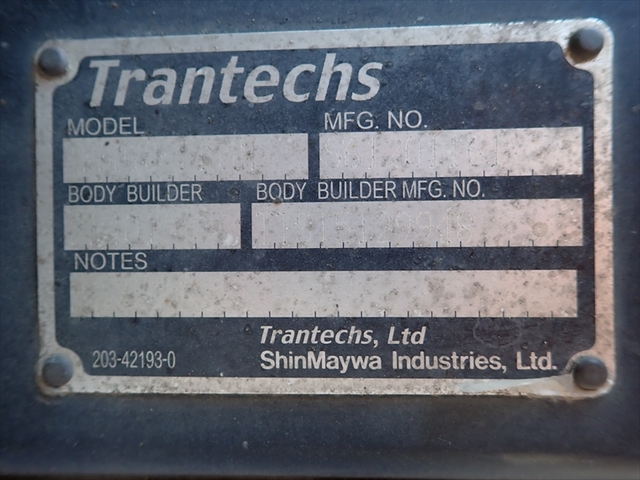 Trantechs
MODEL MFG. NO.
BODY BUILDER BODY BUILDER MFG. NO.
NOTES
Trantechs, Ltd
203-42193-0 ShinMaywa Industries, Ltd.